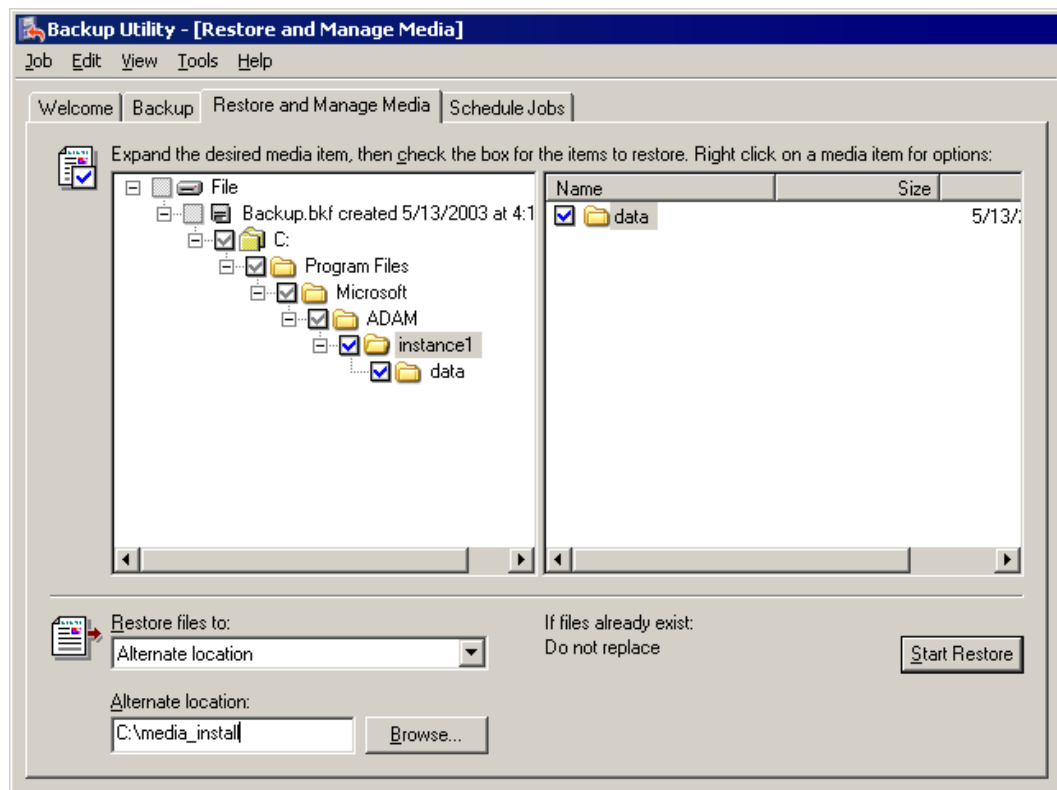 Backup Utility - [Restore and Manage Media]
Job Edit View Tools Help
Welcome Backup Restore and Manage Media Schedule Jobs
Expand the desired media item, then check the box for the items to restore. Right click on a media item for options:
File
Backup.bkf created 5/13/2003 at 4:1
C:
Program Files
Microsoft
ADAM
instance1
data
Name Size
data 5/13/
Restore files to:
Alternate location
If files already exist:
Do not replace
Start Restore
Alternate location:
C:\media_install
Browse...